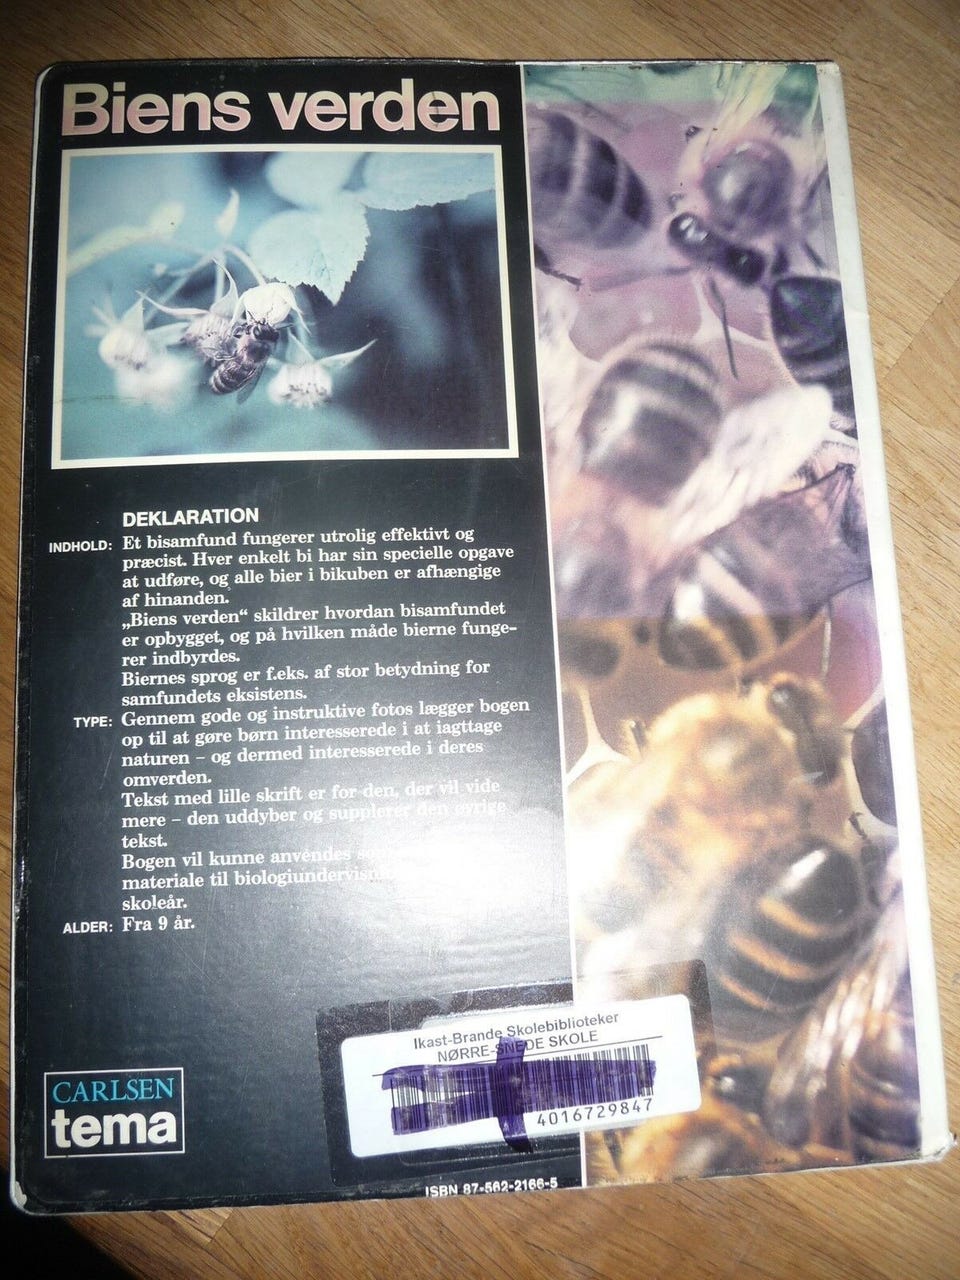 Biens verden
DEKLARATION
INDHOLD: Et bisamfund fungerer utrolig effektivt og
præcist. Hver enkelt bi har sin specielle opgave
at udføre, og alle bier i bikuben er afhængige
af hinanden.
„Biens verden“ skildrer hvordan bisamfundet
er opbygget, og på hvilken måde bierne funge-
rer indbyrdes.
Biernes sprog er f.eks. af stor betydning for
samfundets eksistens.
TYPE: Gennem gode og instruktive fotos lægger bogen
op til at gøre børn interesserede i at iagttage
naturen – og dermed interesserede i deres
omverden.
Tekst med lille skrift er for den, der vil vide
mere – den uddyber og supplerer den øvrige
tekst.
Bogen vil kunne anvendes
materiale til
skoleår.
ALDER: Fra 9 år.
Ikast-Brande Skolebiblioteker
NØRRE-SNEDE SKOLE
4016729847
CARLSEN
tema
ISBN 87-562-2166-5